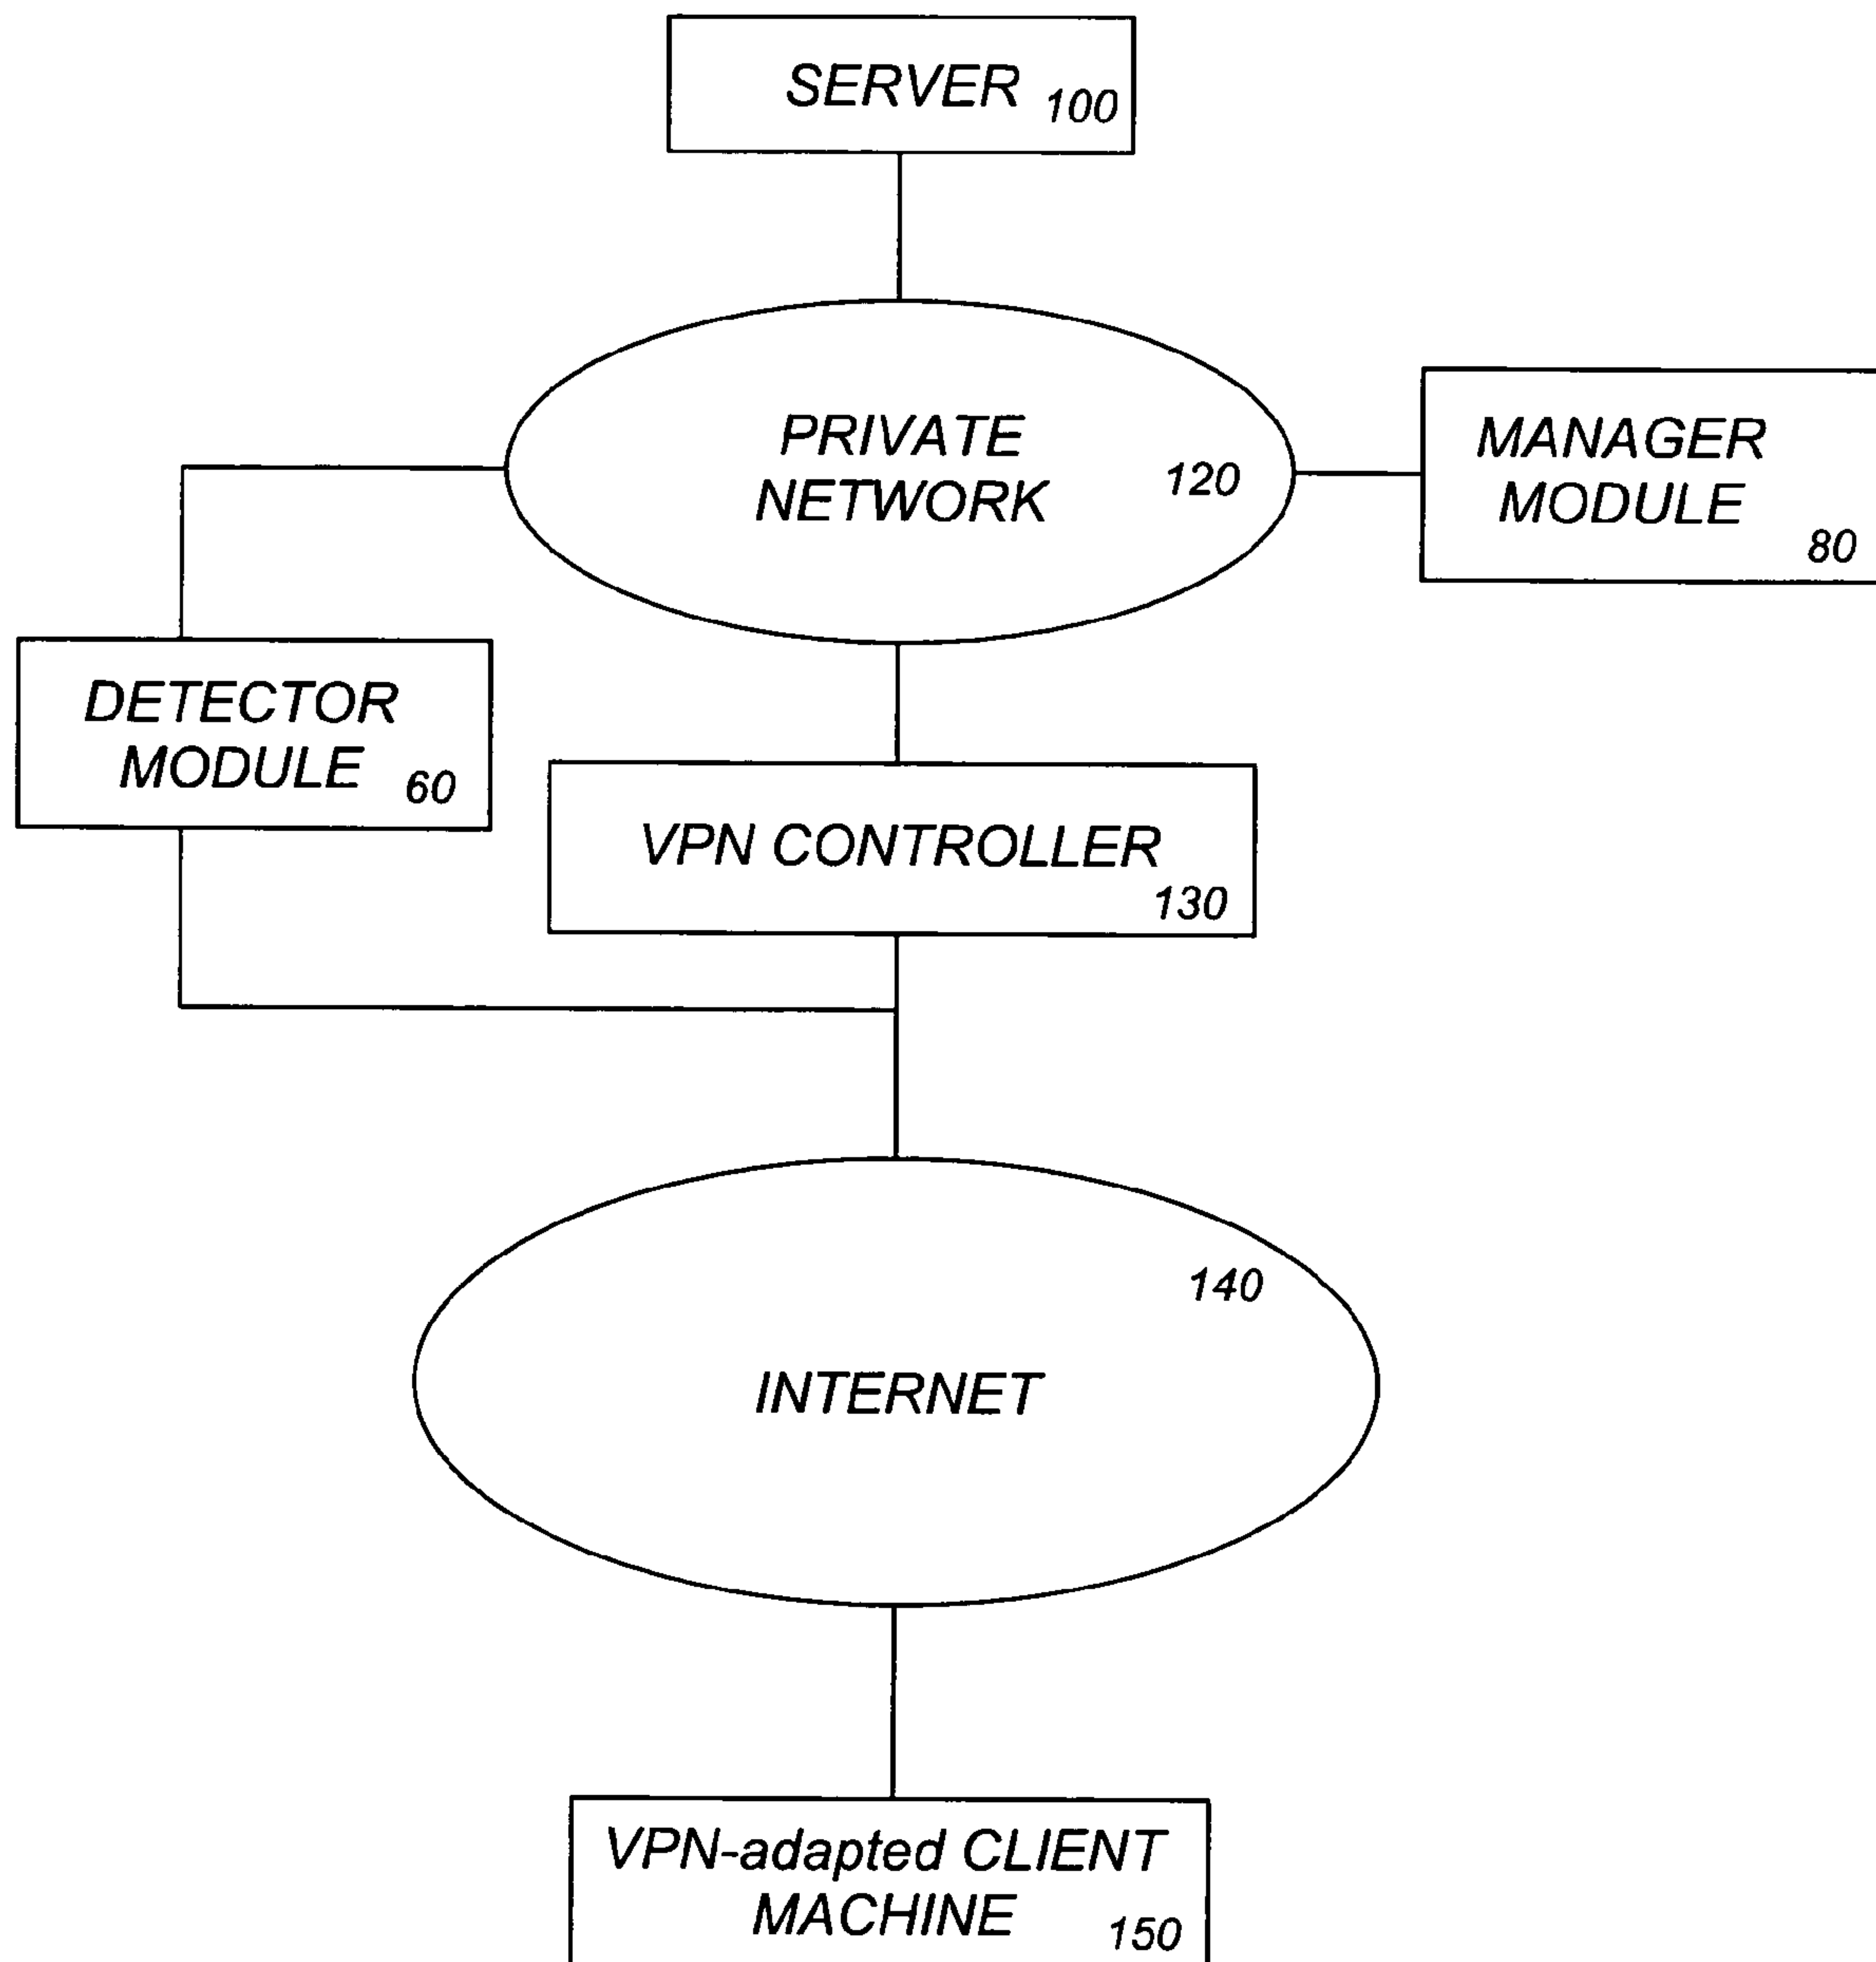 SERVER 100
PRIVATE
NETWORK
120
MANAGER
MODULE
80
DETECTOR
MODULE 60
VPN CONTROLLER
130
140
INTERNET
VPN-adapted CLIENT
MACHINE 150